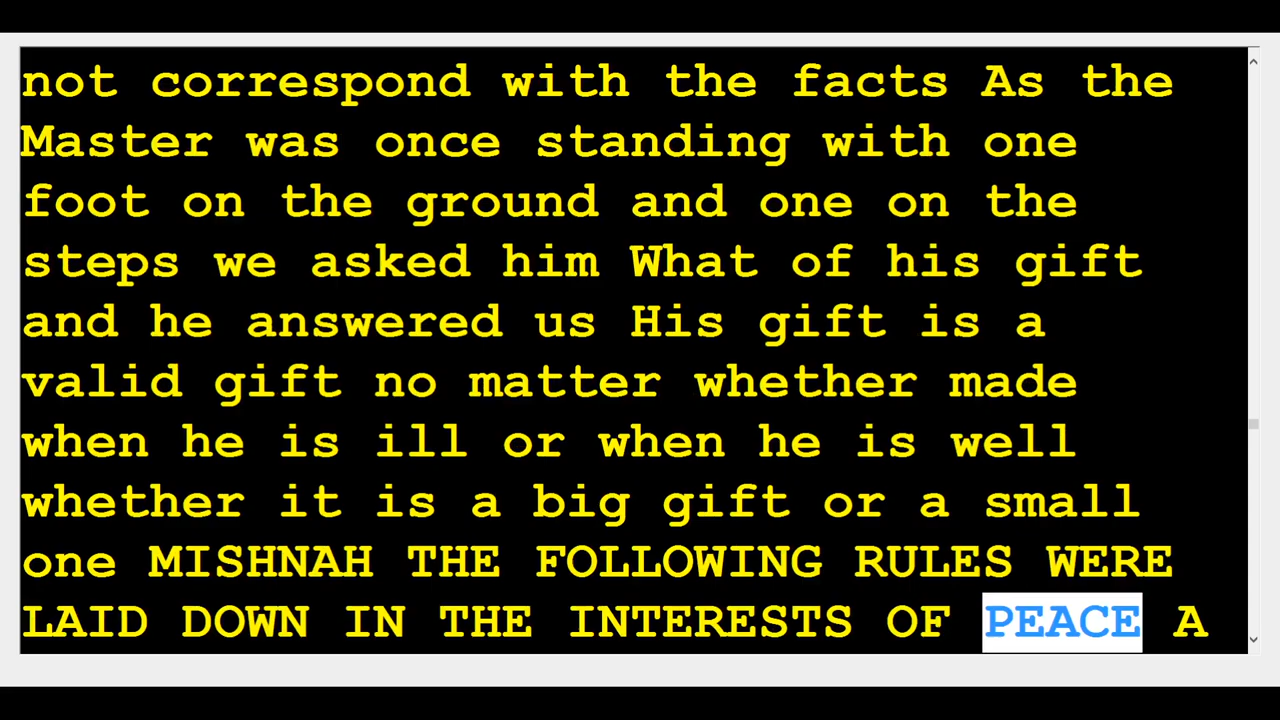 not correspond with the facts As the
Master was once standing with one
foot on the ground and one on the
steps we asked him What of his gift
and he answered us His gift is a
valid gift no matter whether made
when he is ill or when he is well
whether it is a big gift or a small
one MISHNAH THE FOLLOWING RULES WERE
LAID DOWN IN THE INTERESTS OF PEACE A